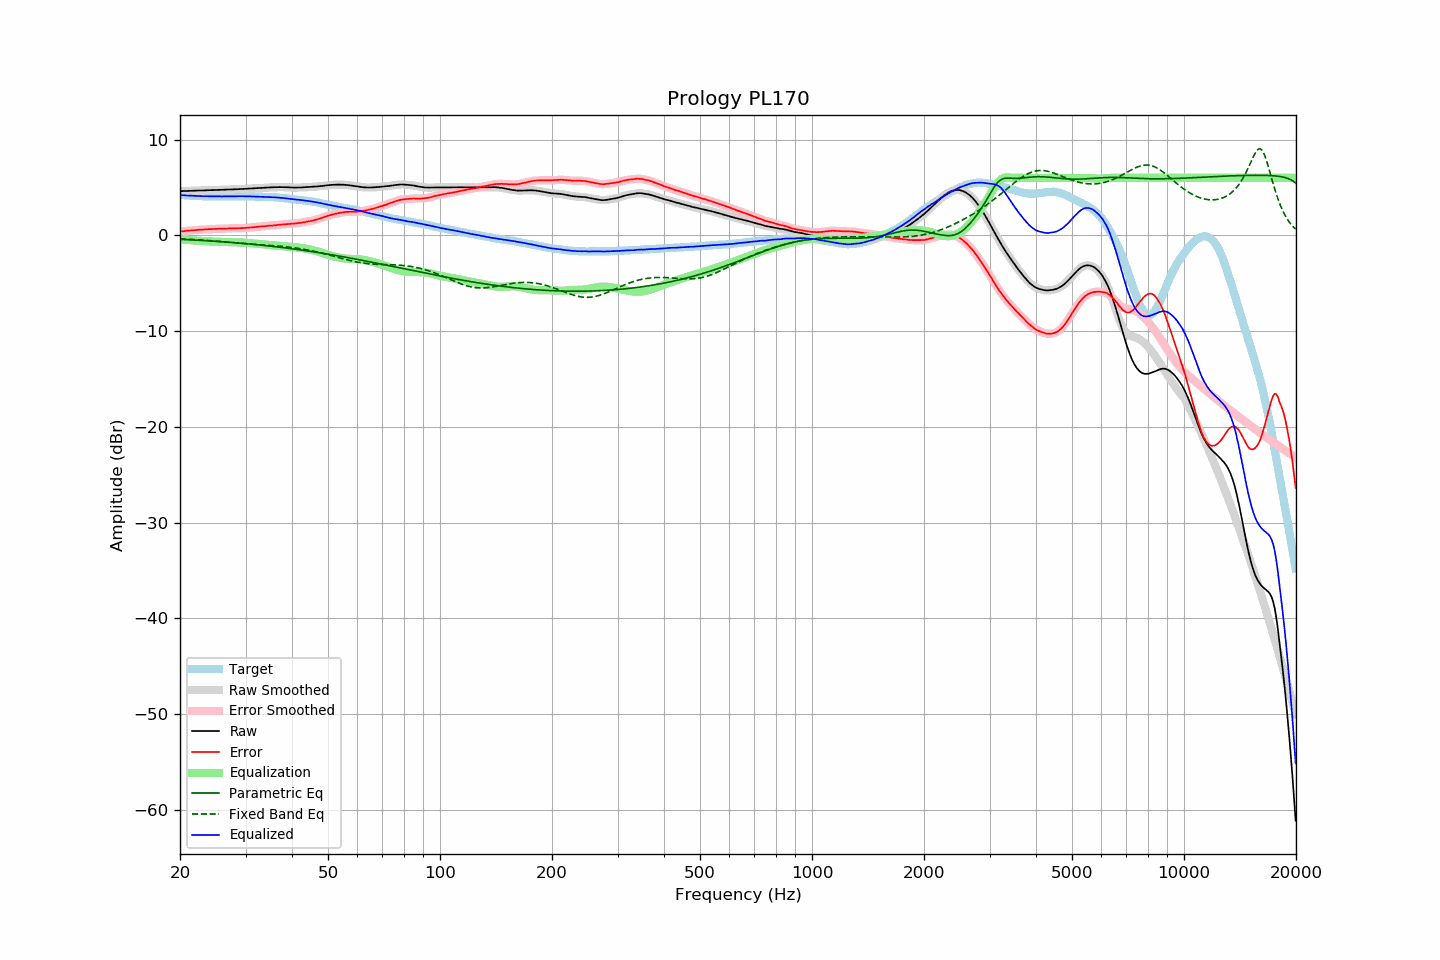 Prology PL170
10
0
−10
−20
−30
−40
−50
−60
Amplitude (dBr)
Target
Raw Smoothed
Error Smoothed
Raw
Error
Equalization
Parametric Eq
Fixed Band Eq
Equalized
20 50 100 200 500 1000 2000 5000 10000 20000
Frequency (Hz)